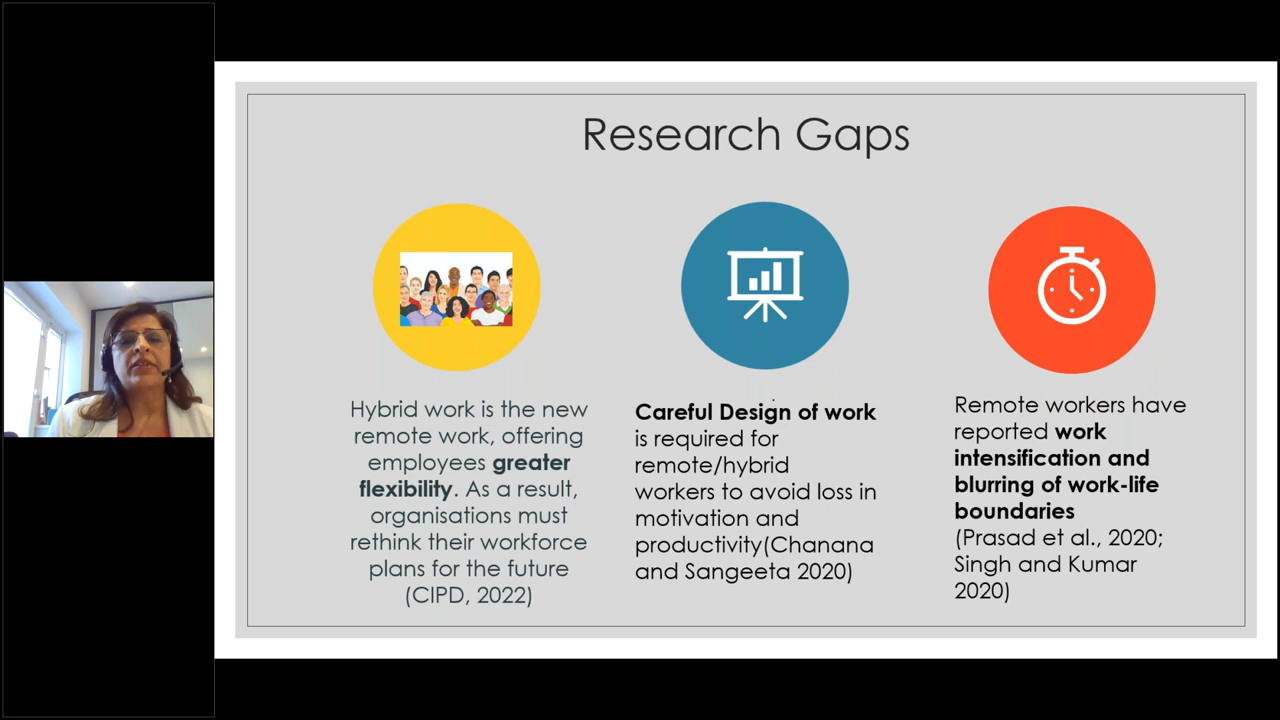 Research Gaps
Hybrid work is the new
remote work, offering
employees greater
flexibility. As a result,
organisations must
rethink their workforce
plans for the future
(CIPD, 2022)
Careful Design of work
is required for
remote/hybrid
workers to avoid loss in
motivation and
productivity(Chanana
and Sangeeta 2020)
Remote workers have
reported work
intensification and
blurring of work-life
boundaries
(Prasad et al., 2020;
Singh and Kumar
2020)